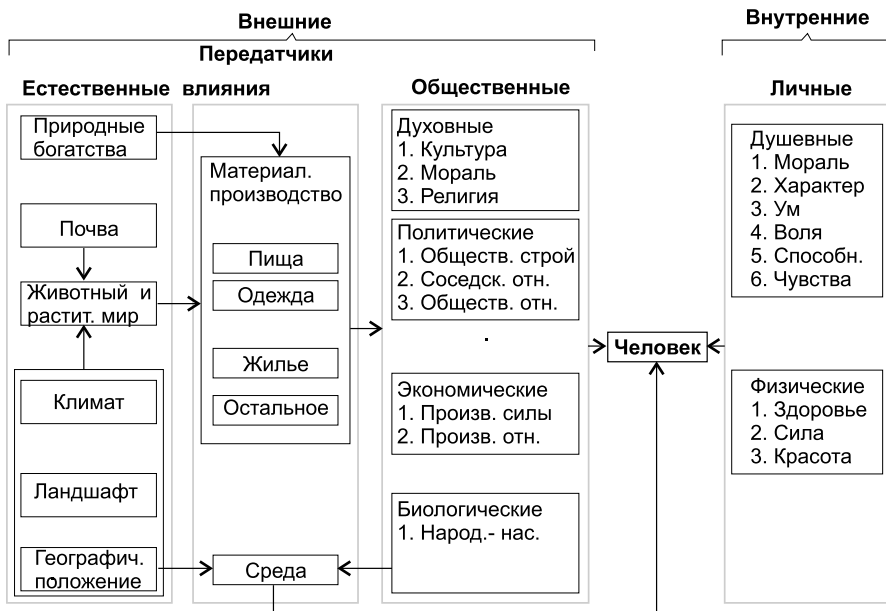 Внешние
Внутренние
Передатчики
Естественные влияния
Общественные
Личные
Природные
богатства
Почва
Животный и
растит. мир
Климат
Ландшафт
Географич.
положение
Материал.
производство
Пища
Одежда
Жилье
Остальное
Среда
Духовные
1. Культура
2. Мораль
3. Религия
Политические
1. Обществ. строй
2. Соседск. отн.
3. Обществ. отн.
Экономические
1. Произв. силы
2. Произв. отн.
Биологические
1. Народ.- нас.
Человек
Душевные
1. Мораль
2. Характер
3. Ум
4. Воля
5. Способн.
6. Чувства
Физические
1. Здоровье
2. Сила
3. Красота